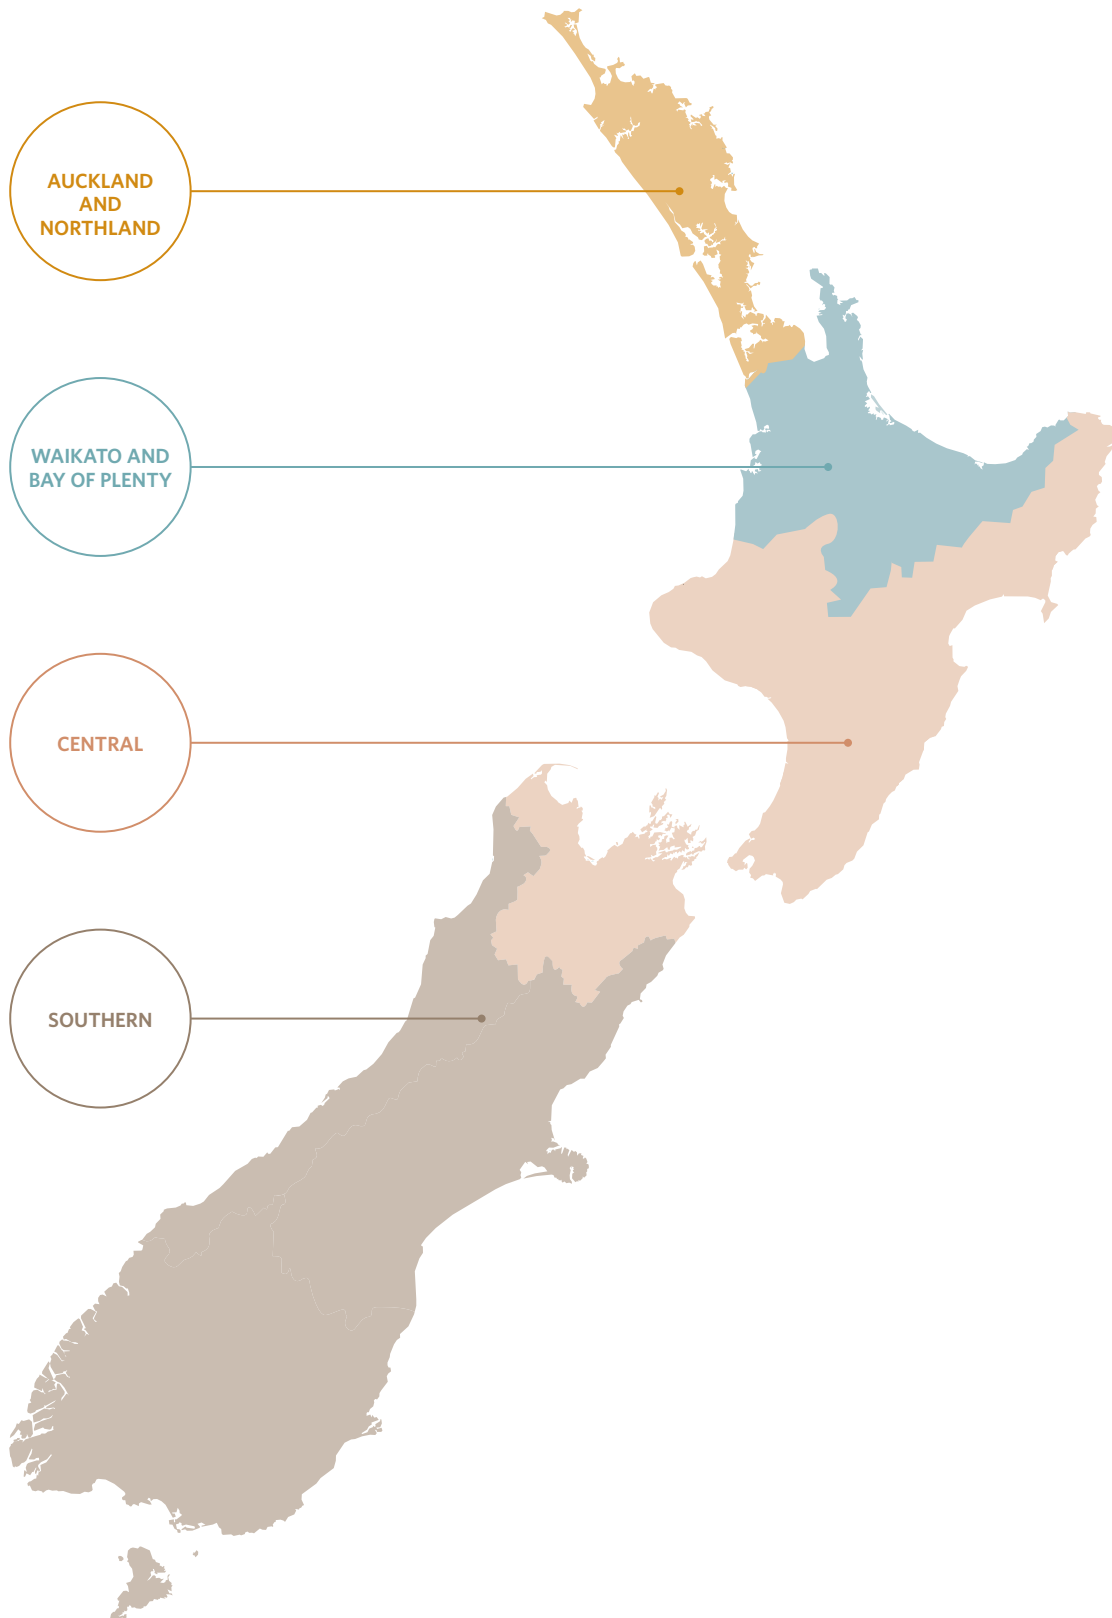 AUCKLAND
AND
NORTHLAND
WAIKATO AND
BAY OF PLENTY
CENTRAL
SOUTHERN